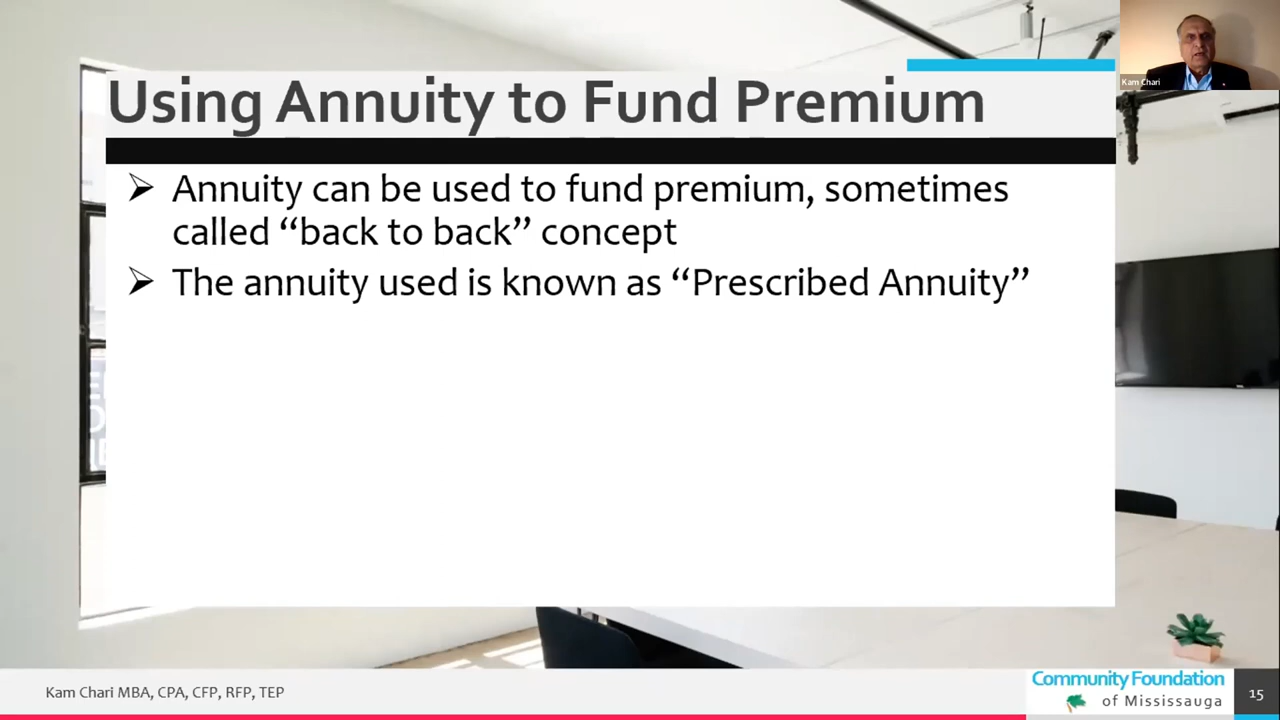 Using Annuity to Fund Premium
Kam Chari
➢ Annuity can be used to fund premium, sometimes
called “back to back” concept
➢ The annuity used is known as “Prescribed Annuity”
Kam Chari MBA, CPA, CFP, RFP, TEP
Community Foundation
of Mississauga
15